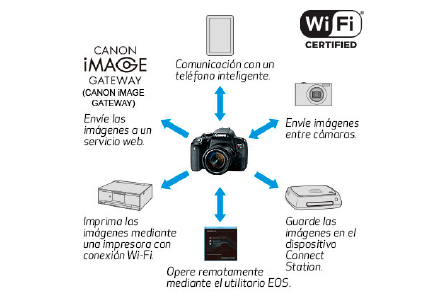 CANON
iMAGE
GATEWAY
(CANON iMAGE
GATEWAY)
Envíe las
imágenes a un
servicio web.
Comunicación con un
teléfono inteligente.
Wi Fi
CERTIFIED
Envíe imágenes
entre cámaras.
Canon
Imprima las
imágenes mediante
una impresora con
conexión Wi-Fi.
Opere remotamente
mediante el utilitario EOS.
Guarde las
imágenes en el
dispositivo
Connect
Station.